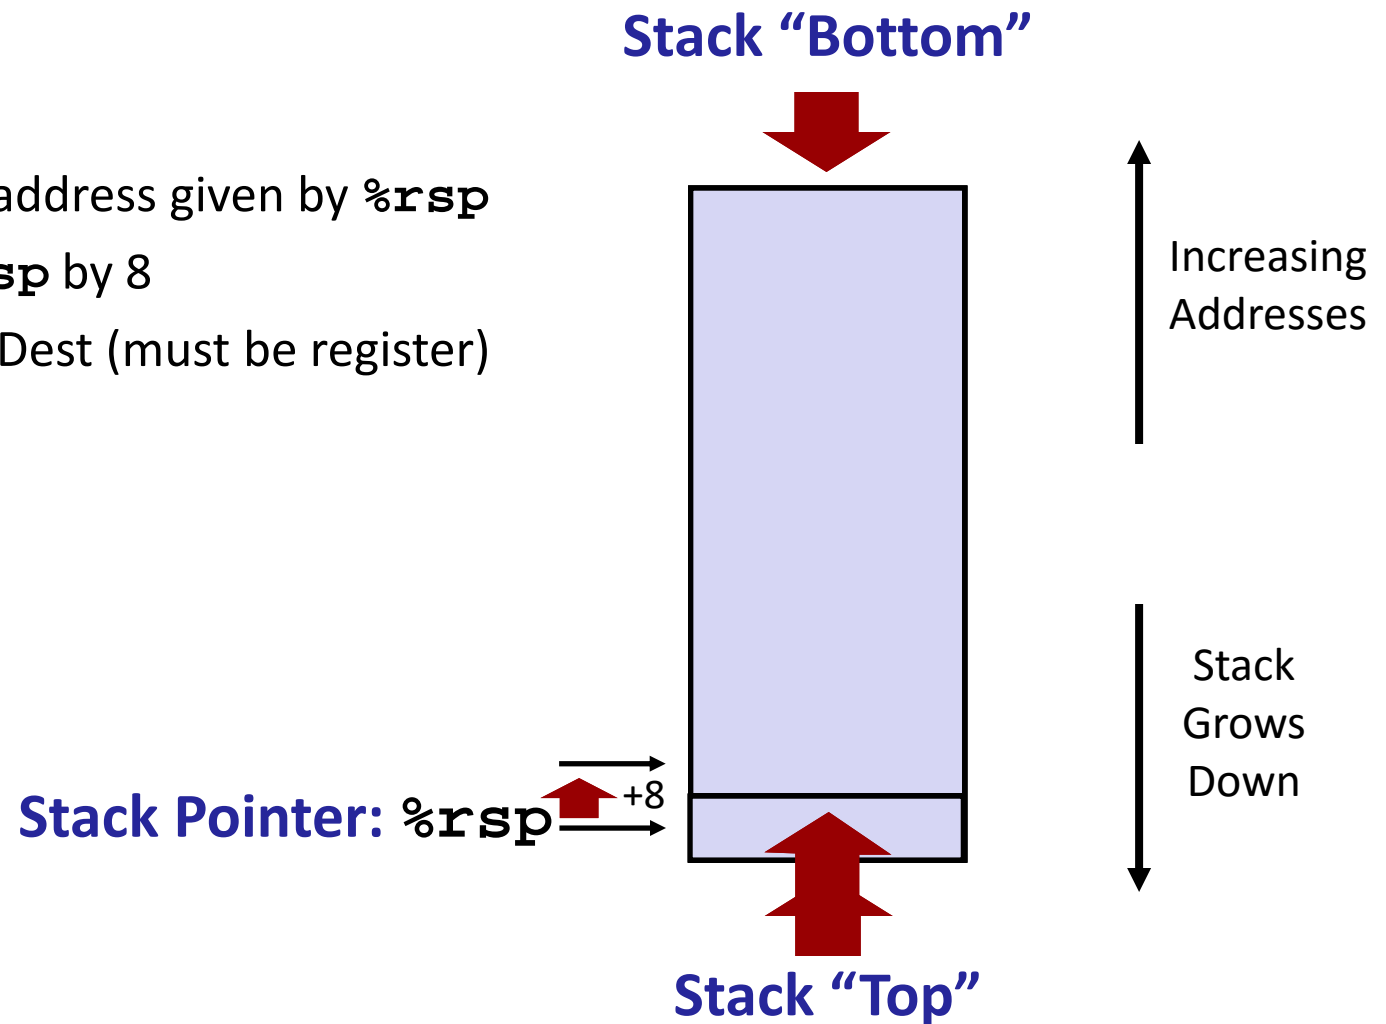 Stack “Bottom”
address given by %rsp
sp by 8
Dest (must be register)
Increasing
Addresses
Stack
Grows
Down
+8
Stack Pointer: %rsp
Stack “Top”